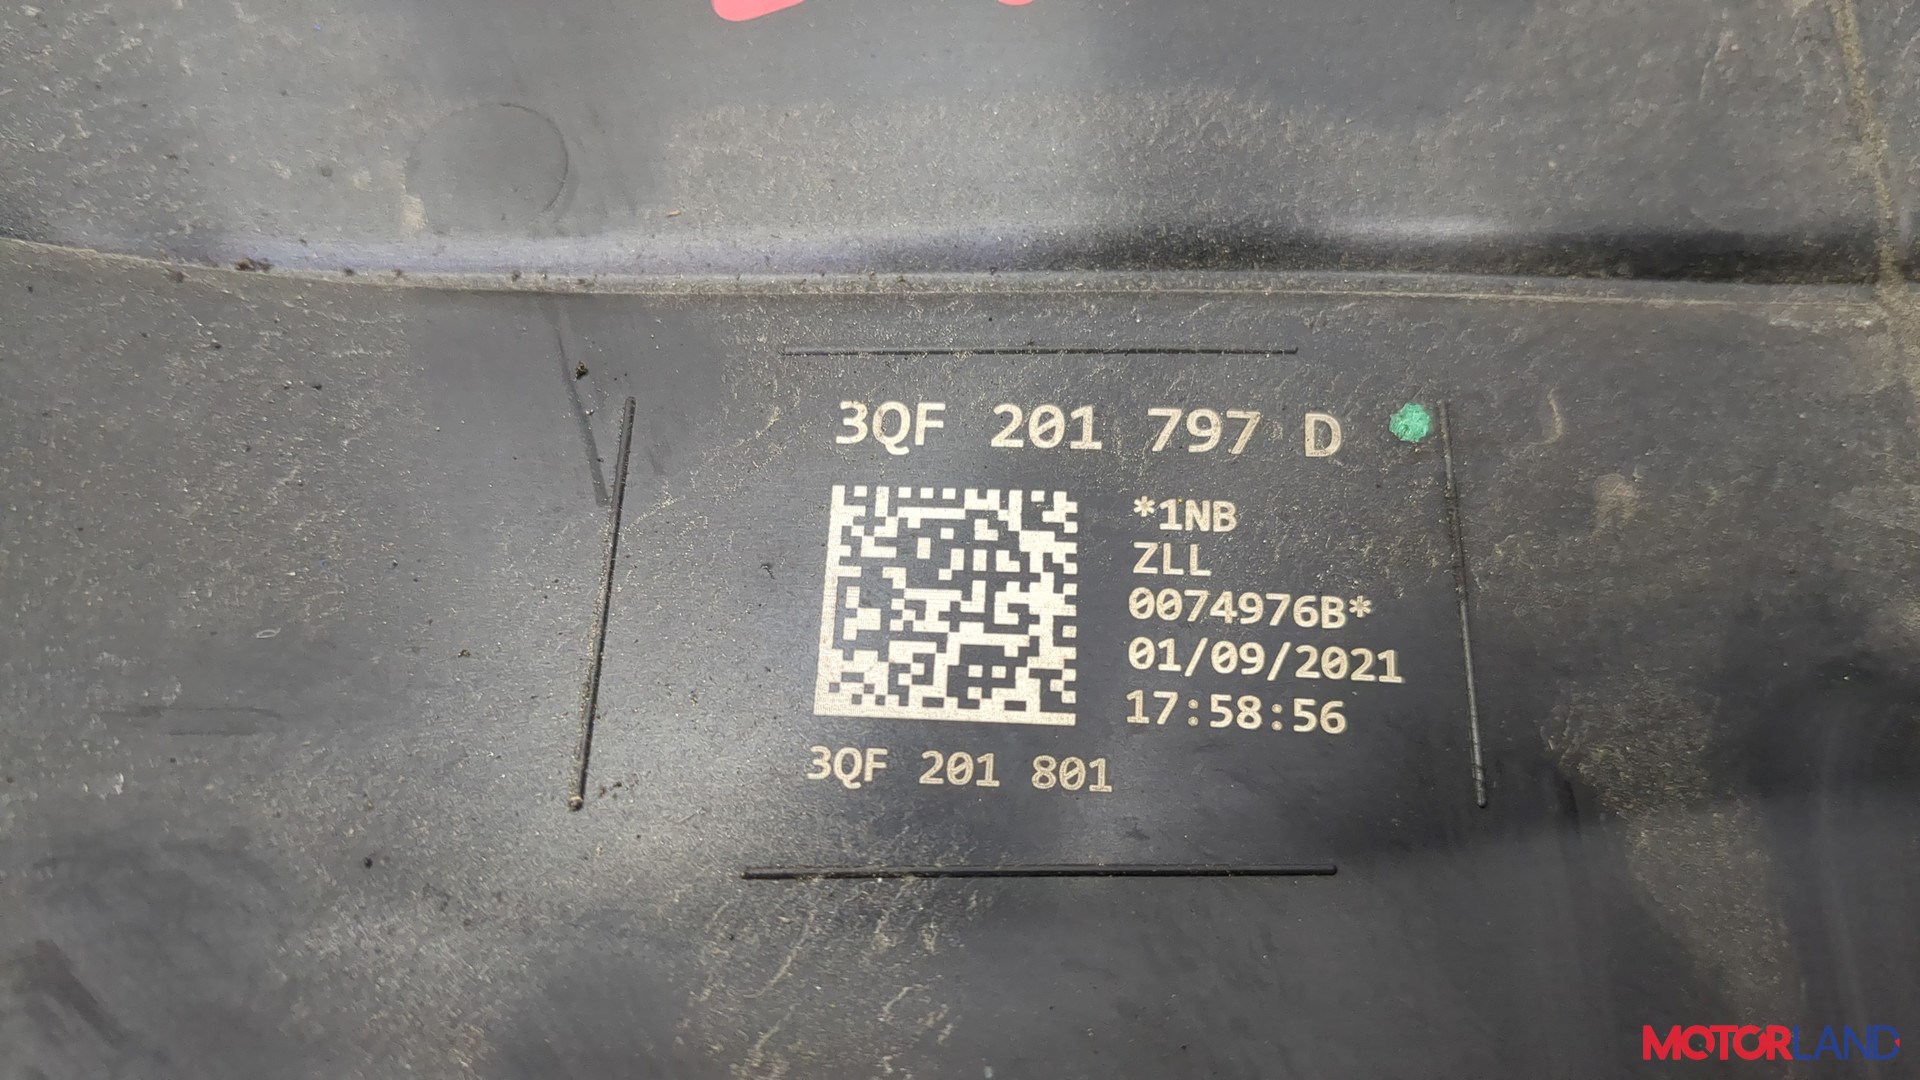 3QF 201 797 D
*1NB
ZLL
0074976B*
01/09/2021
17:58:56
3QF 201 801
MOTORLAND